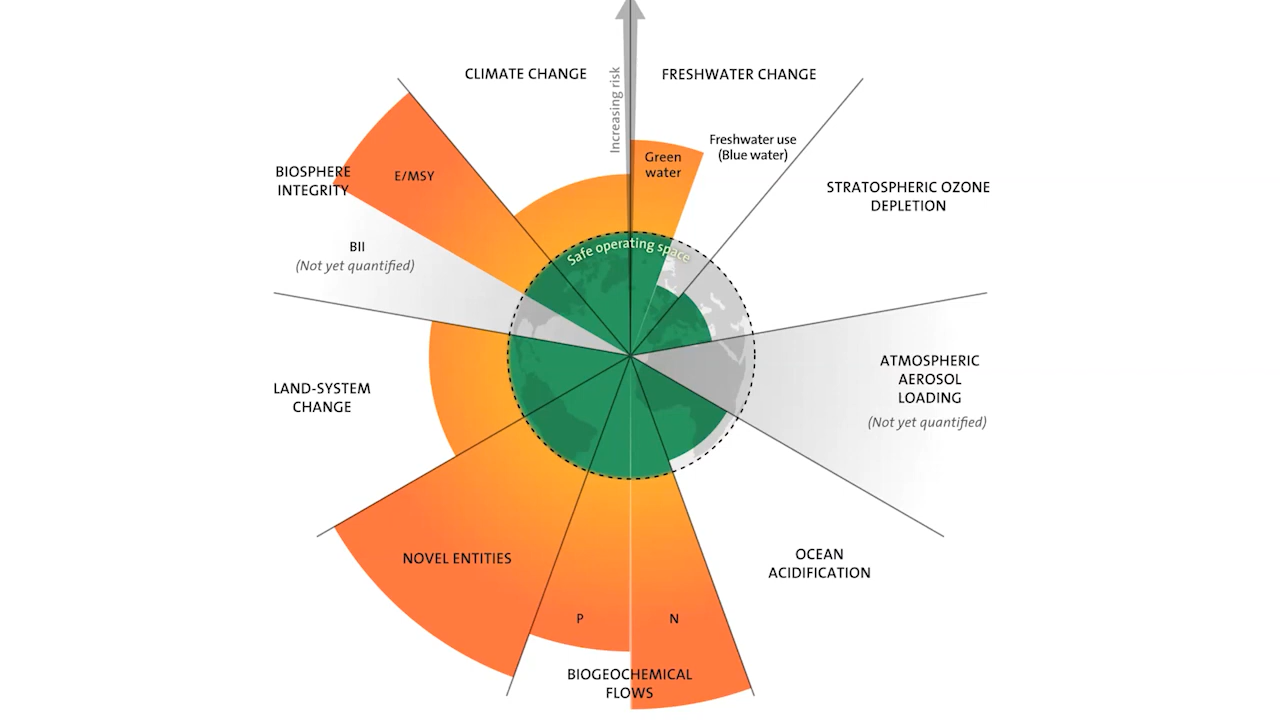 CLIMATE CHANGE
FRESHWATER CHANGE
Increasing risk
Freshwater use
(Blue water)
Green
water
BIOSPHERE
INTEGRITY
E/MSY
STRATOSPHERIC OZONE
DEPLETION
BII
(Not yet quantified)
Safe operating space
ATMOSPHERIC
AEROSOL
LOADING
(Not yet quantified)
LAND-SYSTEM
CHANGE
NOVEL ENTITIES
OCEAN
ACIDIFICATION
P
N
BIOGEOCHEMICAL
FLOWS